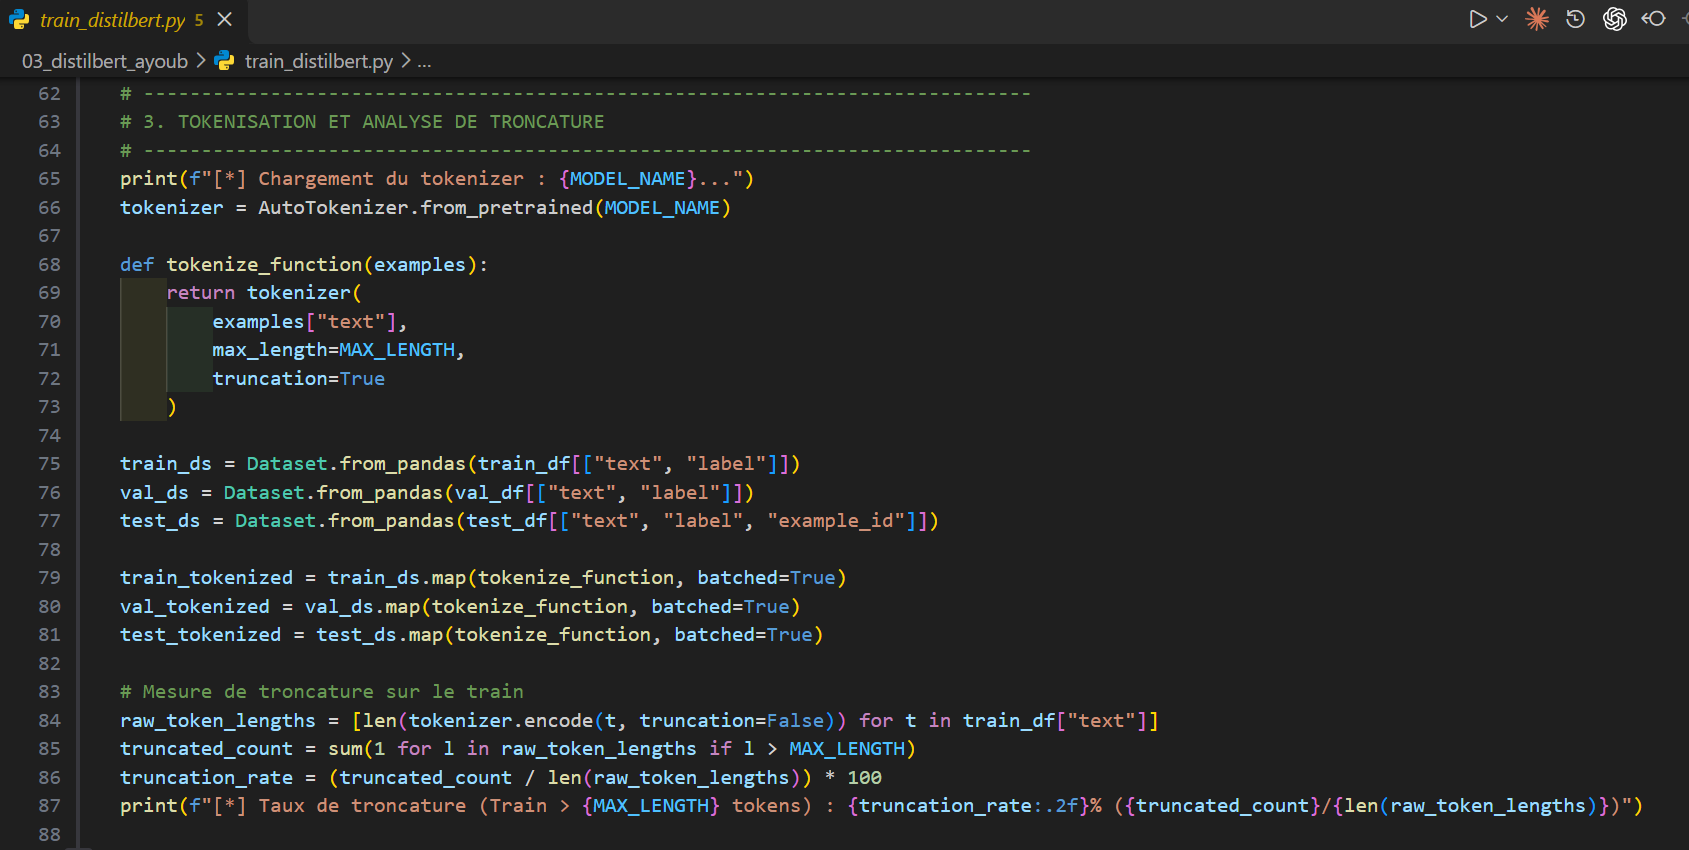 train_distilbert.py 5
03_distilbert_ayoub > train_distilbert.py > ...
62 # -----------------------------------------------------------------------------
63 # 3. TOKENISATION ET ANALYSE DE TRONCATURE
64 # -----------------------------------------------------------------------------
65 print(f"[*] Chargement du tokenizer : {MODEL_NAME}...")
66 tokenizer = AutoTokenizer.from_pretrained(MODEL_NAME)
67
68 def tokenize_function(examples):
69     return tokenizer(
70         examples["text"],
71         max_length=MAX_LENGTH,
72         truncation=True
73     )
74
75 train_ds = Dataset.from_pandas(train_df[["text", "label"]])
76 val_ds = Dataset.from_pandas(val_df[["text", "label"]])
77 test_ds = Dataset.from_pandas(test_df[["text", "label", "example_id"]])
78
79 train_tokenized = train_ds.map(tokenize_function, batched=True)
80 val_tokenized = val_ds.map(tokenize_function, batched=True)
81 test_tokenized = test_ds.map(tokenize_function, batched=True)
82
83 # Mesure de troncature sur le train
84 raw_token_lengths = [len(tokenizer.encode(t, truncation=False)) for t in train_df["text"]]
85 truncated_count = sum(1 for l in raw_token_lengths if l > MAX_LENGTH)
86 truncation_rate = (truncated_count / len(raw_token_lengths)) * 100
87 print(f"[*] Taux de troncature (Train > {MAX_LENGTH} tokens) : {truncation_rate:.2f}% ({truncated_count}/{len(raw_token_lengths)})")
88